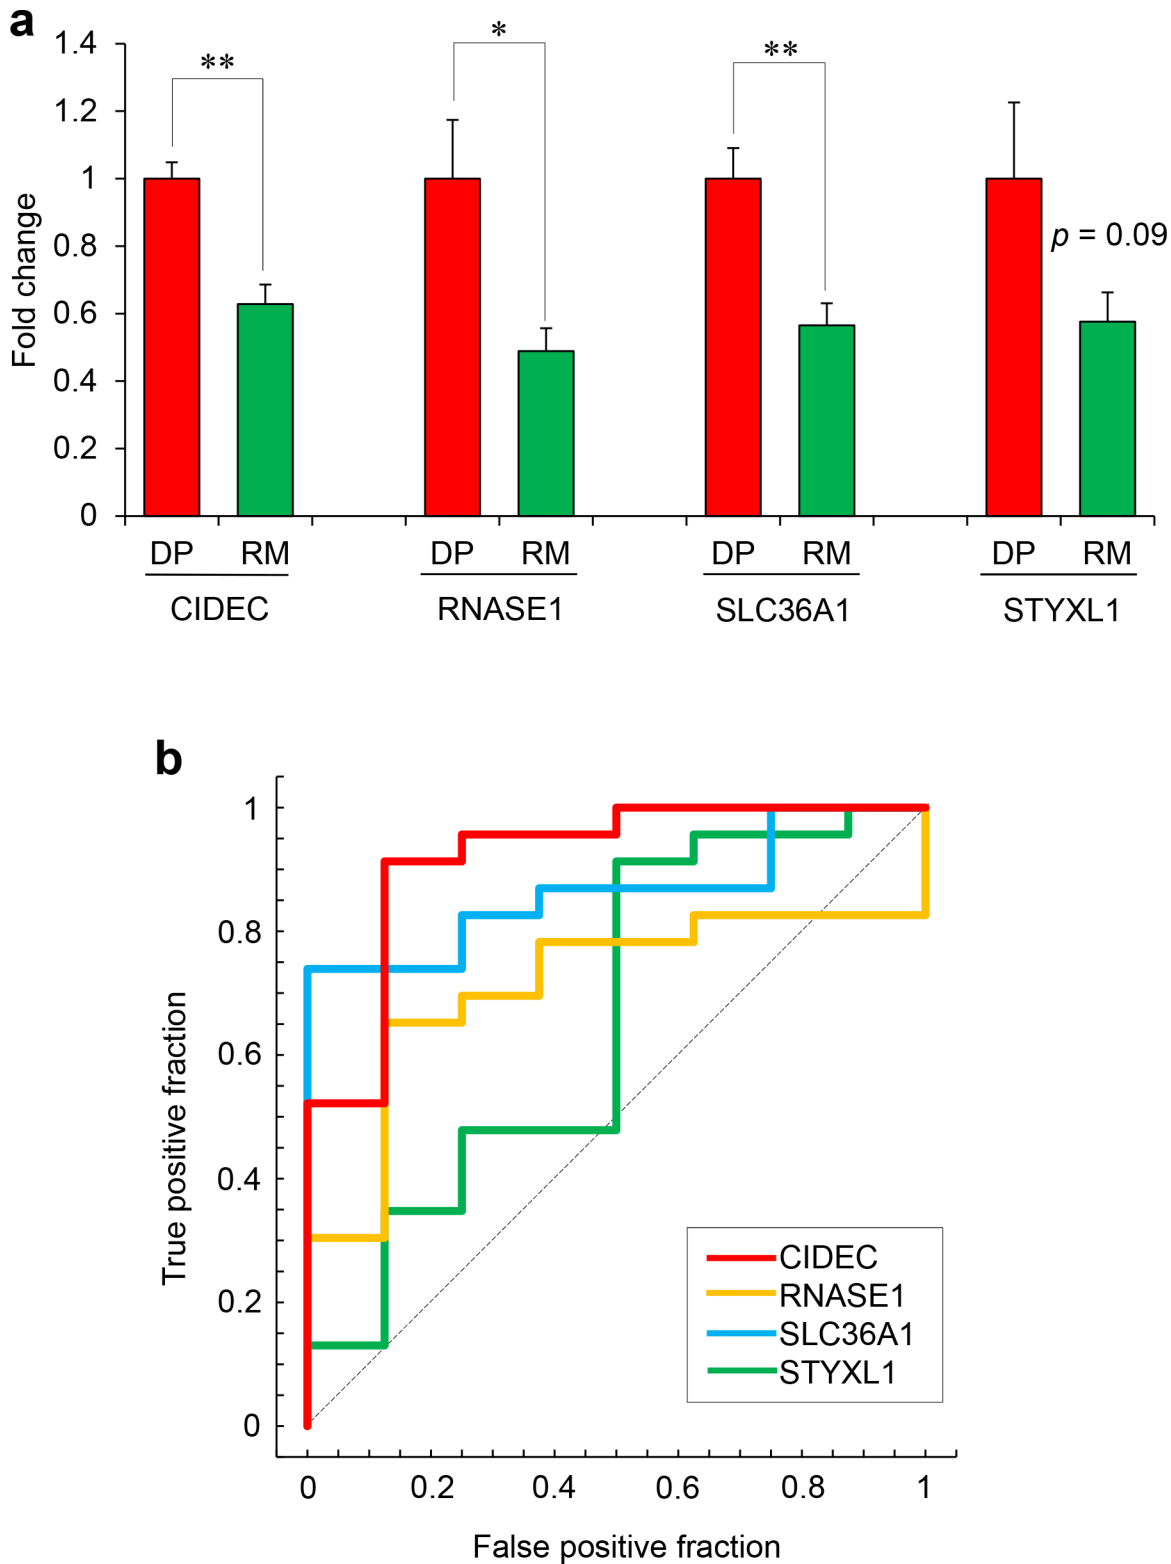 a
Fold change
1.4
1.2
1
0.8
0.6
0.4
0.2
0
**
*
**
p = 0.09
DP RM DP RM DP RM DP RM
CIDEC RNASE1 SLC36A1 STYXL1
b
True positive fraction
1
0.8
0.6
0.4
0.2
0
CIDEC
RNASE1
SLC36A1
STYXL1
0 0.2 0.4 0.6 0.8 1
False positive fraction